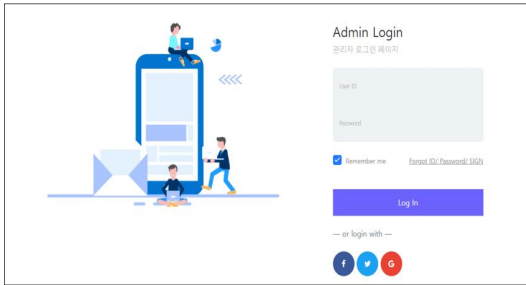 Admin Login
관리자 로그인 페이지
User ID
Password
Remember me
Forgot ID/ Password/ SIGN
Log In
— or login with —
f
G